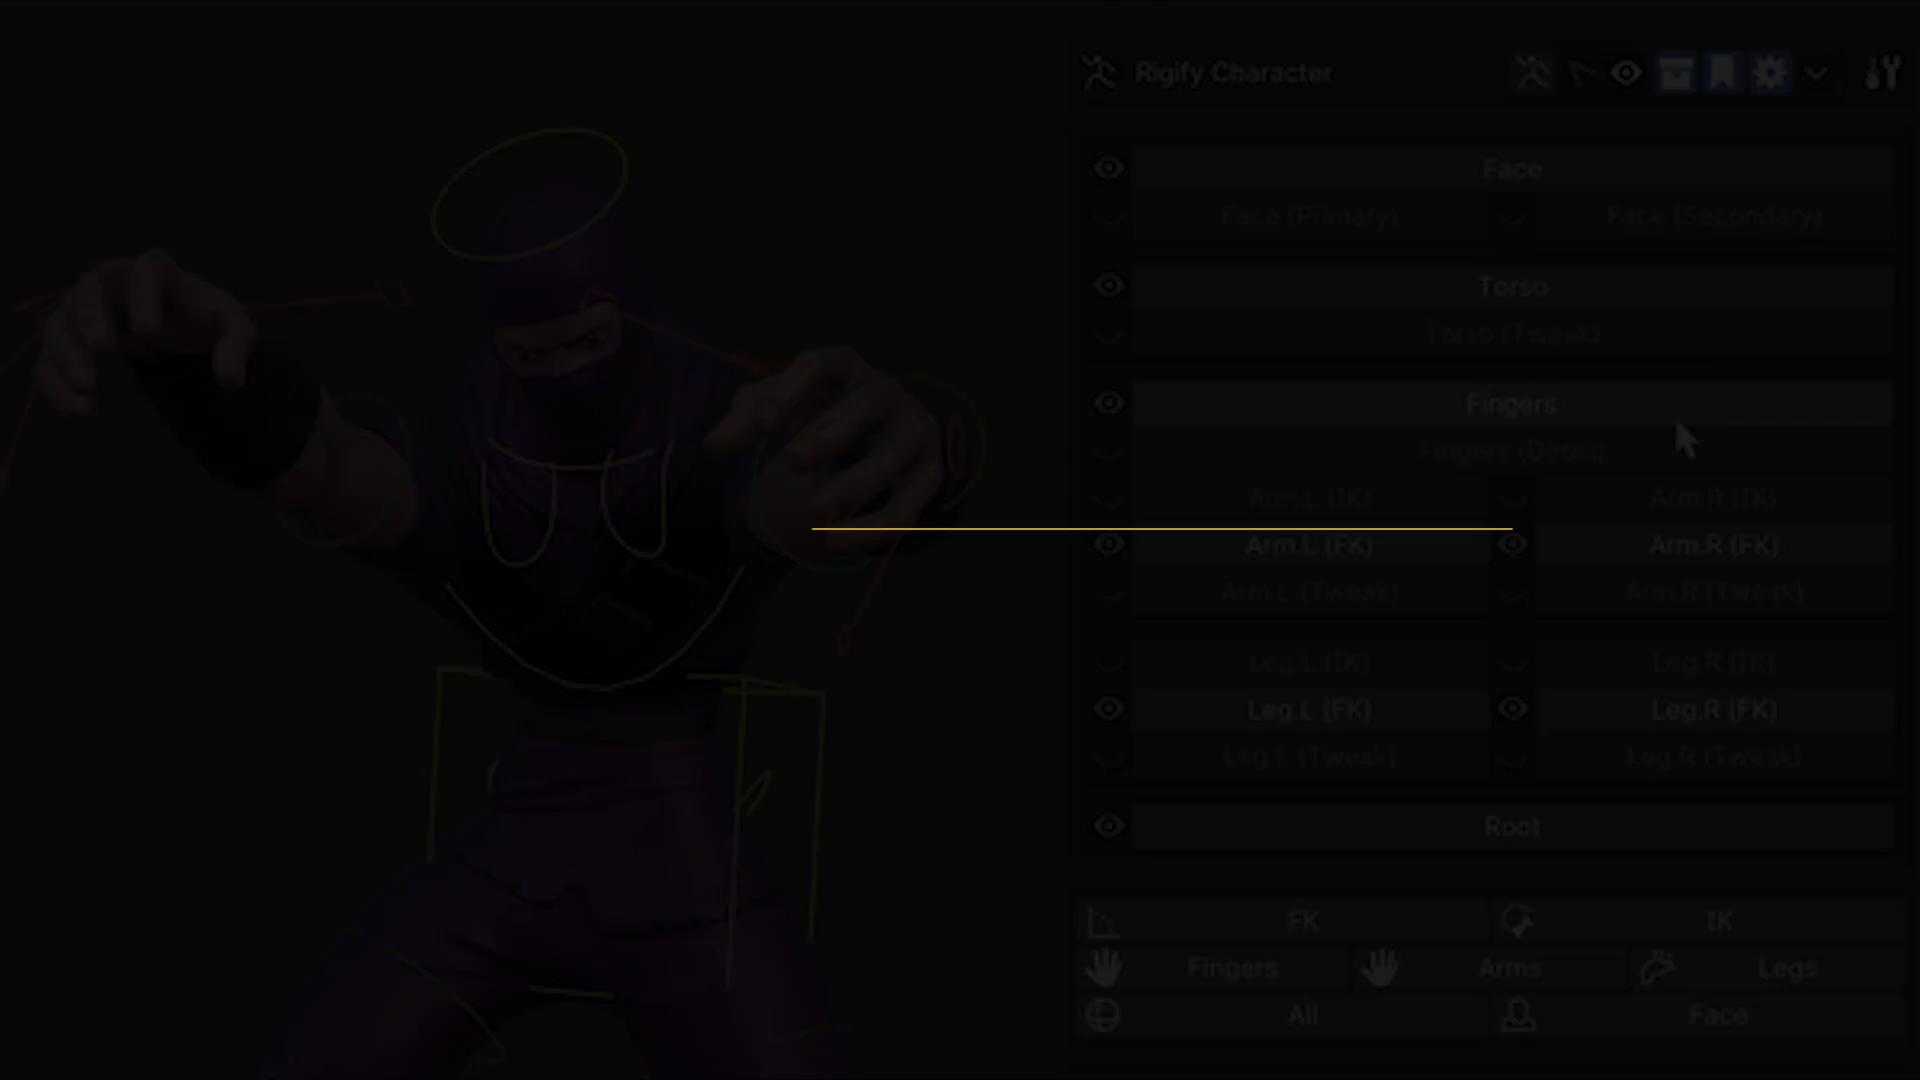 Rigify Character
Face
Face (Primary) Face (Secondary)
Torso
Torso (Tweak)
Fingers
Fingers (Detail)
Arm.L (IK) Arm.R (IK)
Arm.L (FK) Arm.R (FK)
Arm.L (Tweak) Arm.R (Tweak)
Leg.L (IK) Leg.R (IK)
Leg.L (FK) Leg.R (FK)
Leg.L (Tweak) Leg.R (Tweak)
Root
FK IK
Fingers Arms Legs
All Face